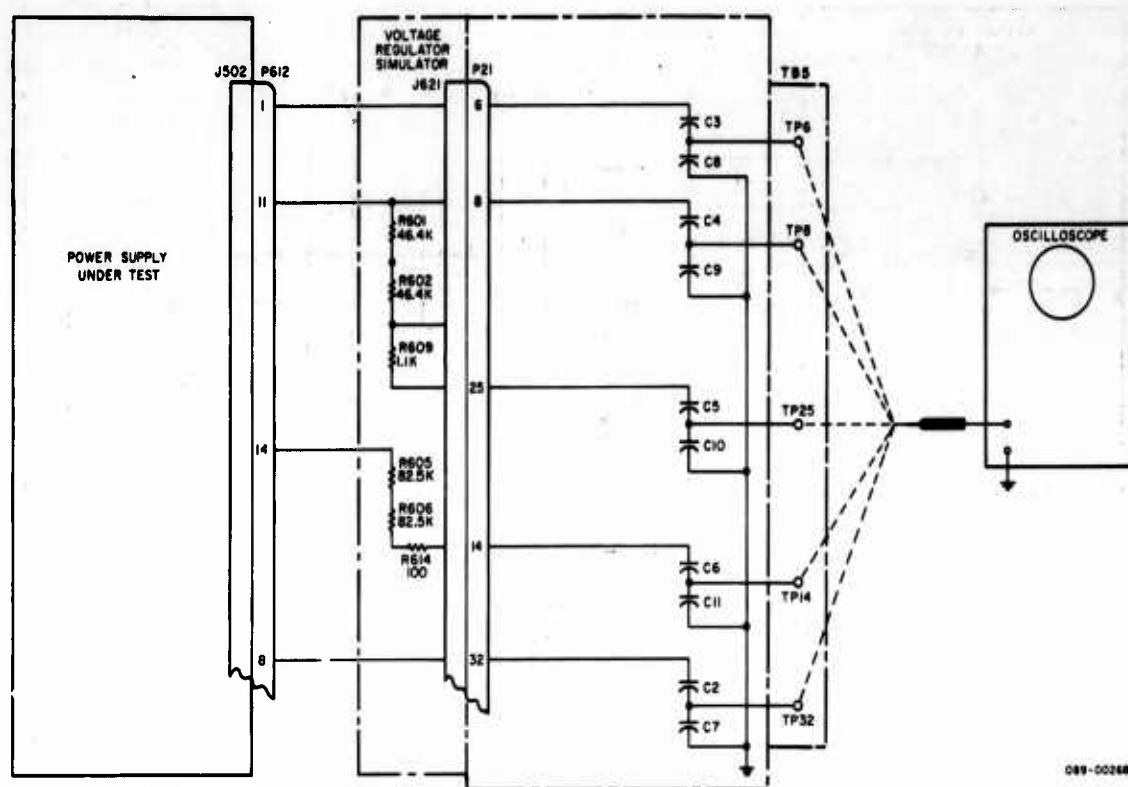 VOLTAGE
REGULATOR
SIMULATOR
J502 P612
J621
P21
TB5
1
6
C3
TP6
C8
11
8
R601
46.4K
C4
TP8
OSCILLOSCOPE
POWER SUPPLY
UNDER TEST
R602
46.4K
C9
R609
1.1K
25
C5
TP25
C10
14
R605
82.5K
R606
82.5K
R614
100
14
C6
C11
TP14
8
32
C2
C7
TP32